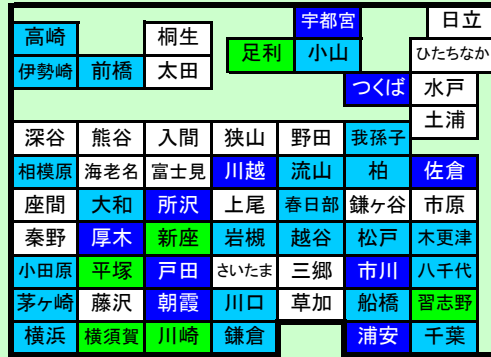 宇都宮 日立
高崎 桐生 足利 小山 ひたちなか
伊勢崎 前橋 太田 つくば 水戸
土浦
深谷 熊谷 入間 狭山 野田 我孫子
相模原 海老名 富士見 川越 流山 柏 佐倉
座間 大和 所沢 上尾 春日部 鎌ヶ谷 市原
秦野 厚木 新座 岩槻 越谷 松戸 木更津
小田原 平塚 戸田 さいたま 三郷 市川 八千代
茅ヶ崎 藤沢 朝霞 川口 草加 船橋 習志野
横浜 横須賀 川崎 鎌倉 浦安 千葉